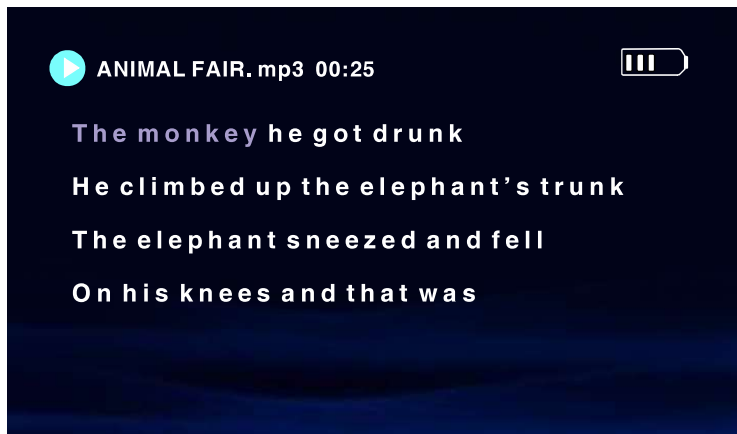 ANIMAL FAIR.mp3 00:25
The monkey he got drunk
He climbed up the elephant’s trunk
The elephant sneezed and fell
On his knees and that was